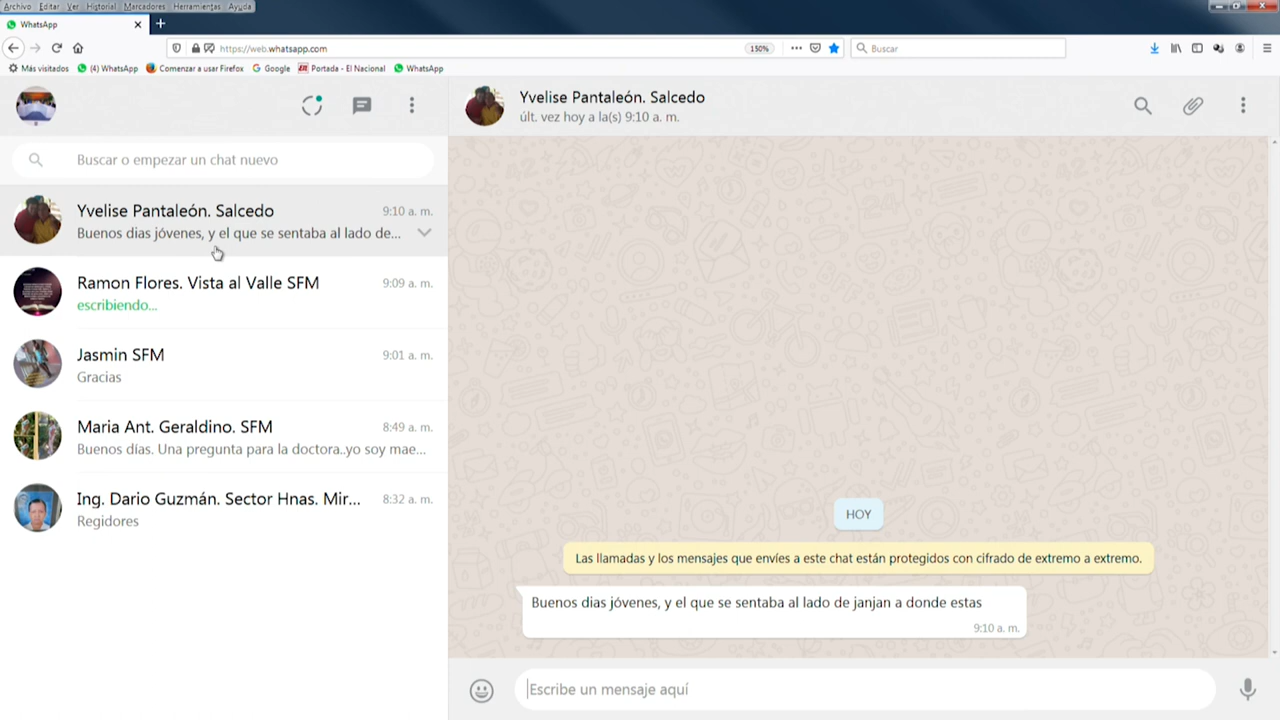 Archivo Editar Ver Historial Marcadores Herramientas Ayuda
WhatsApp
https://web.whatsapp.com
150%
Buscar
Más visitados (4) WhatsApp Comenzar a usar Firefox Google Portada - El Nacional WhatsApp
Buscar o empezar un chat nuevo
Yvelise Pantaleón. Salcedo 9:10 a. m.
Buenos dias jóvenes, y el que se sentaba al lado de...
Ramon Flores. Vista al Valle SFM 9:09 a. m.
escribiendo...
Jasmin SFM 9:01 a. m.
Gracias
Maria Ant. Geraldino. SFM 8:49 a. m.
Buenos días. Una pregunta para la doctora..yo soy mae...
Ing. Dario Guzmán. Sector Hnas. Mir... 8:32 a. m.
Regidores
Yvelise Pantaleón. Salcedo
últ. vez hoy a la(s) 9:10 a. m.
HOY
Las llamadas y los mensajes que envíes a este chat están protegidos con cifrado de extremo a extremo.
Buenos dias jóvenes, y el que se sentaba al lado de janjan a donde estas
9:10 a. m.
Escribe un mensaje aquí